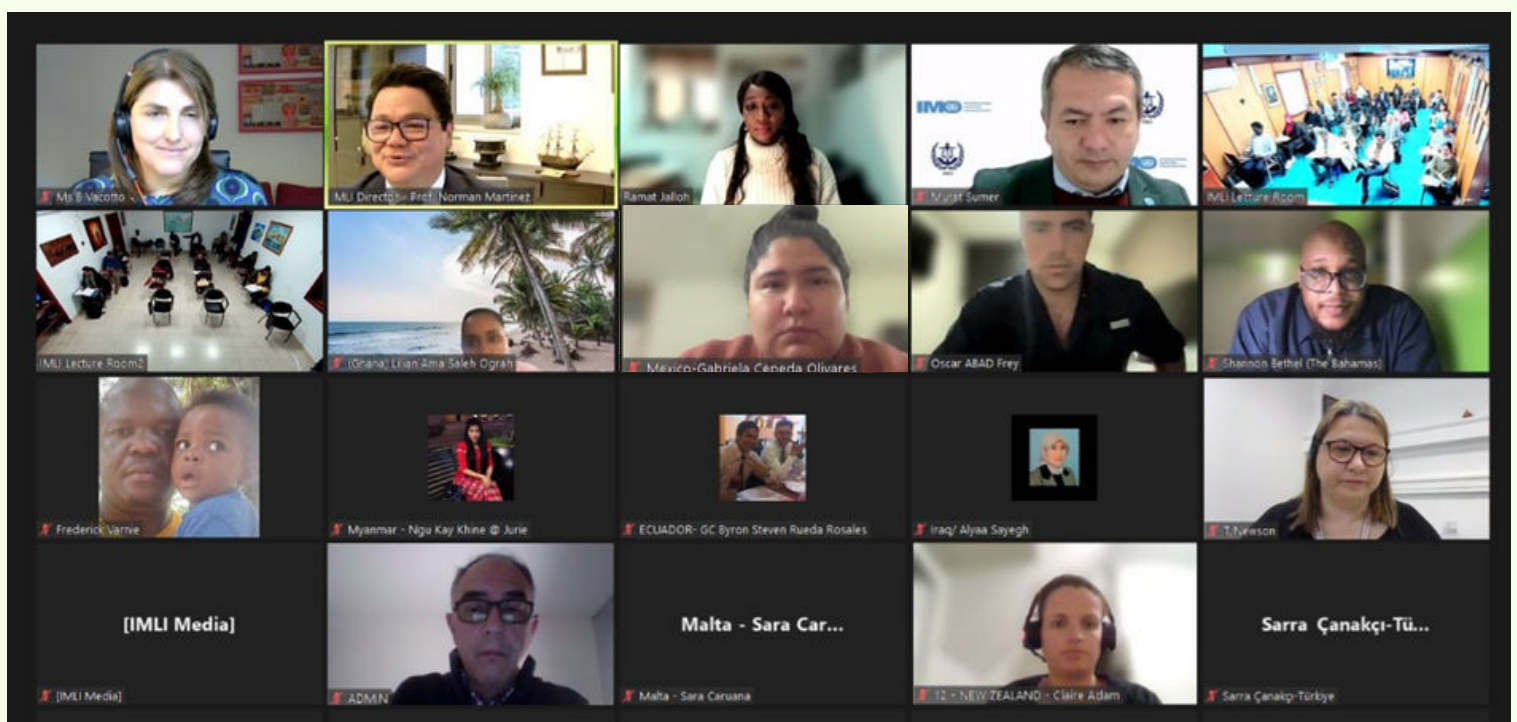 Ms B Vacotto
IMLI Director - Prof. Norman Martinez
Ramat Jalloh
IMO
Murat Sumer
IMLI Lecture Room
IMLI Lecture Room2
(Ghana) Lilian Ama Saleh Ograh
Mexico-Gabriela Cepeda Olivares
Oscar ABAD Frey
Shannon Bethel (The Bahamas)
Frederick Varnie
Myanmar - Ngu Kay Khine @ Jurie
ECUADOR- GC Byron Steven Rueda Rosales
Iraq/ Alyaa Sayegh
T.Newson
[IMLI Media]
[IMLI Media]
ADMIN
Malta - Sara Car...
Malta - Sara Caruana
12 - NEW ZEALAND - Claire Adam
Sarra Çanakçı-Tü...
Sarra Çanakçı-Türkiye